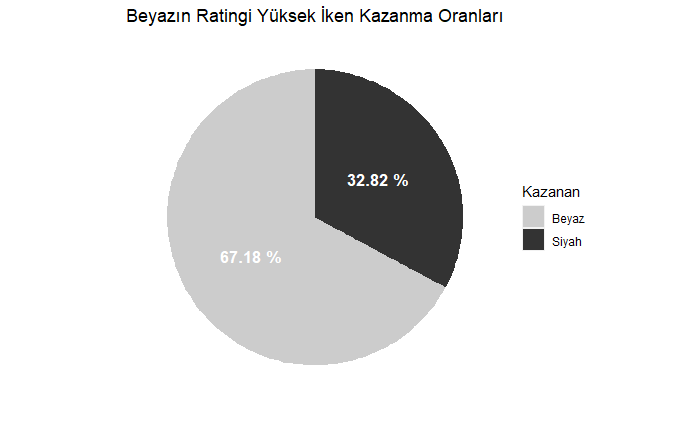 Beyazın Ratingi Yüksek İken Kazanma Oranları
32.82 %
67.18 %
Kazanan
Beyaz
Siyah